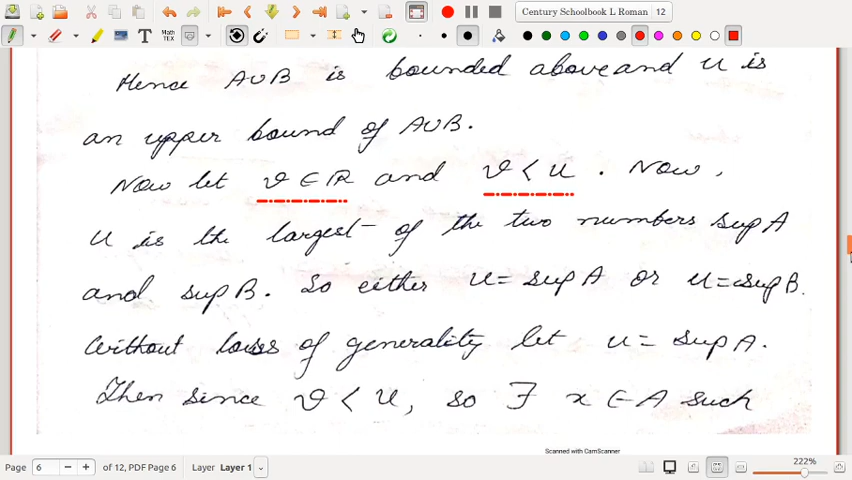 Century Schoolbook L Roman 12
MATH
TEX
Hence A∪B is bounded above and u is
an upper bound of A∪B.
Now let ϑ ∈ ℝ and ϑ < u. Now,
u is the largest of the two numbers sup A
and sup B. So either u = sup A or u = sup B.
Without loss of generality let u = sup A.
Then since ϑ < u, so ∃ x ∈ A such
Scanned with CamScanner
Page 6 of 12, PDF Page 6 Layer Layer 1 222%